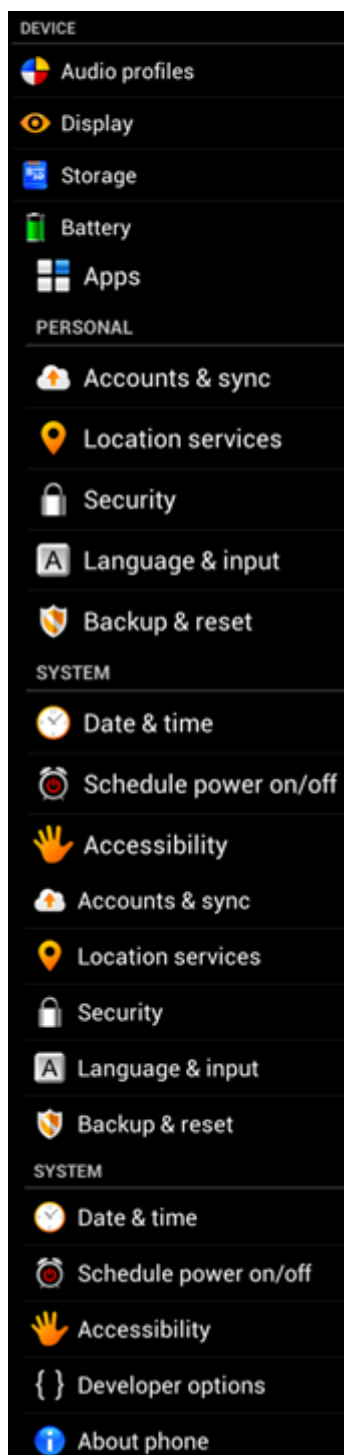 DEVICE
Audio profiles
Display
Storage
Battery
Apps
PERSONAL
Accounts & sync
Location services
Security
A Language & input
Backup & reset
SYSTEM
Date & time
Schedule power on/off
Accessibility
Accounts & sync
Location services
Security
A Language & input
Backup & reset
SYSTEM
Date & time
Schedule power on/off
Accessibility
{ } Developer options
About phone